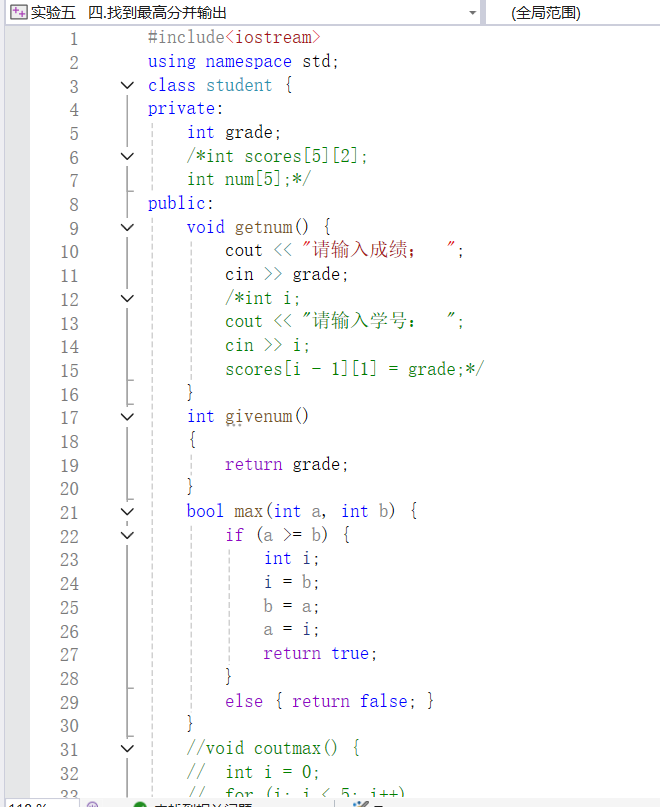 实验五 四.找到最高分并输出 (全局范围)
1 #include<iostream>
2 using namespace std;
3 class student {
4 private:
5 int grade;
6 /*int scores[5][2];
7 int num[5];*/
8 public:
9 void getnum() {
10 cout << "请输入成绩； ";
11 cin >> grade;
12 /*int i;
13 cout << "请输入学号： ";
14 cin >> i;
15 scores[i - 1][1] = grade;*/
16 }
17 int givenum()
18 {
19 return grade;
20 }
21 bool max(int a, int b) {
22 if (a >= b) {
23 int i;
24 i = b;
25 b = a;
26 a = i;
27 return true;
28 }
29 else { return false; }
30 }
31 //void coutmax() {
32 // int i = 0;
33 // for (i; i < 5; i++)